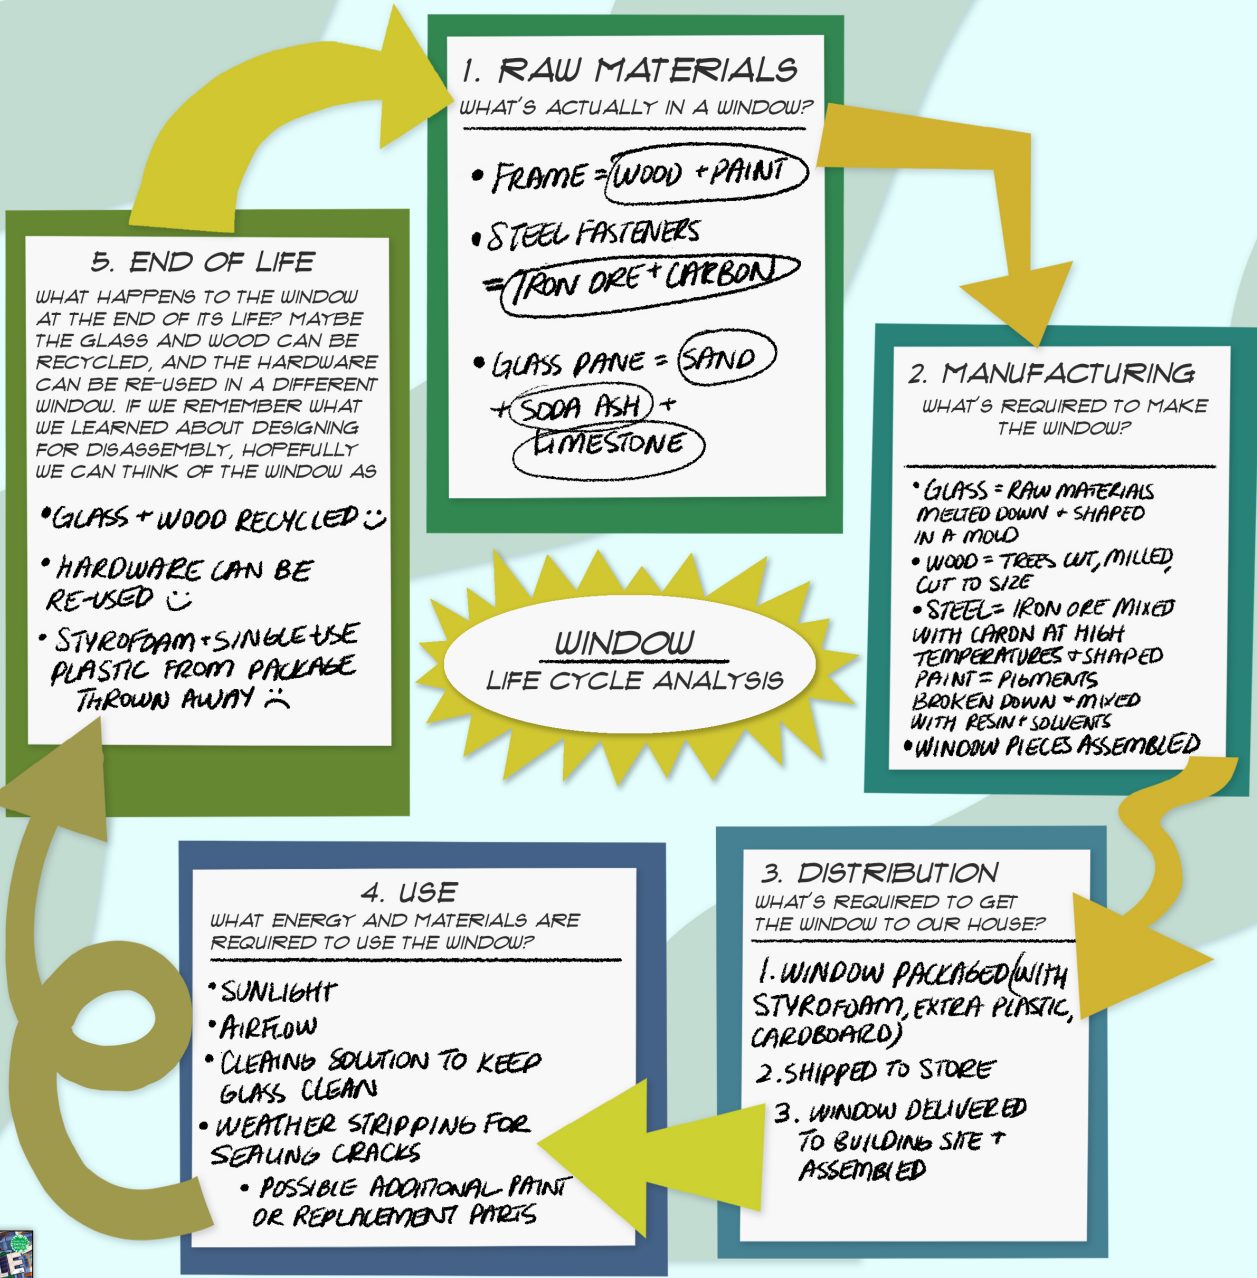 1. RAW MATERIALS
WHAT'S ACTUALLY IN A WINDOW?
• FRAME = WOOD + PAINT
• STEEL FASTENERS
= IRON ORE + CARBON
• GLASS PANE = SAND
+ SODA ASH +
LIMESTONE
2. MANUFACTURING
WHAT'S REQUIRED TO MAKE
THE WINDOW?
• GLASS = RAW MATERIALS
MELTED DOWN + SHAPED
IN A MOLD
• WOOD = TREES CUT, MILLED,
CUT TO SIZE
• STEEL = IRON ORE MIXED
WITH CARBN AT HIGH
TEMPERATURES + SHAPED
PAINT = PIGMENTS
BROKEN DOWN + MIXED
WITH RESIN + SOLVENTS
• WINDOW PIECES ASSEMBLED
3. DISTRIBUTION
WHAT'S REQUIRED TO GET
THE WINDOW TO OUR HOUSE?
1. WINDOW PACKAGED (WITH
STYROFOAM, EXTRA PLASTIC,
CARDBOARD)
2. SHIPPED TO STORE
3. WINDOW DELIVERED
TO BUILDING SITE +
ASSEMBLED
4. USE
WHAT ENERGY AND MATERIALS ARE
REQUIRED TO USE THE WINDOW?
• SUNLIGHT
• AIRFLOW
• CLEAING SOLUTION TO KEEP
GLASS CLEAN
• WEATHER STRIPPING FOR
SEALING CRACKS
• POSSIBLE ADDITIONAL PAINT
OR REPLACEMENT PARTS
5. END OF LIFE
WHAT HAPPENS TO THE WINDOW
AT THE END OF ITS LIFE? MAYBE
THE GLASS AND WOOD CAN BE
RECYCLED, AND THE HARDWARE
CAN BE RE-USED IN A DIFFERENT
WINDOW. IF WE REMEMBER WHAT
WE LEARNED ABOUT DESIGNING
FOR DISASSEMBLY, HOPEFULLY
WE CAN THINK OF THE WINDOW AS
• GLASS + WOOD RECYCLED
• HARDWARE CAN BE
RE-USED
• STYROFOAM + SINGLE USE
PLASTIC FROM PACKAGE
THROWN AWAY
WINDOW
LIFE CYCLE ANALYSIS